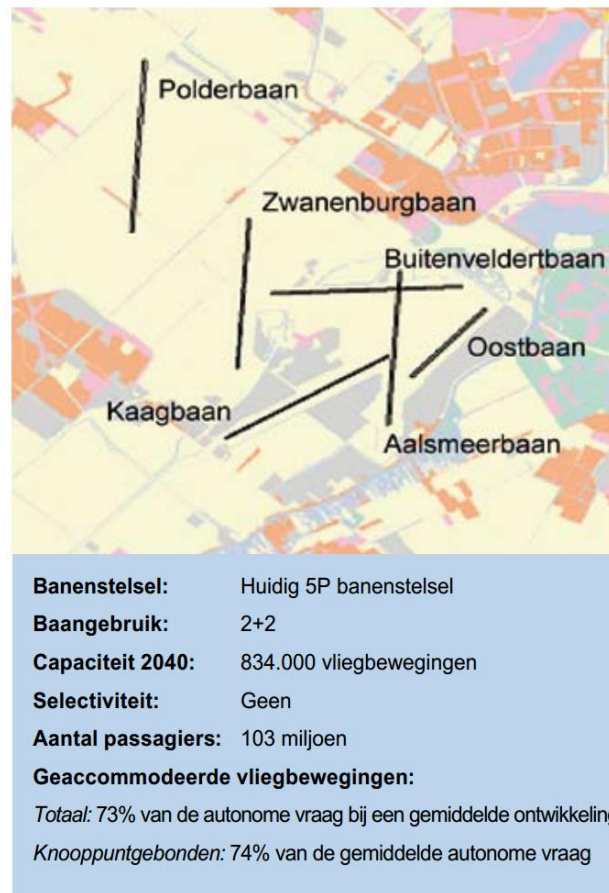 Polderbaan
Zwanenburgbaan
Buitenveldertbaan
Oostbaan
Kaagbaan
Aalsmeerbaan
Banenstelsel: Huidig 5P banenstelsel
Baangebruik: 2+2
Capaciteit 2040: 834.000 vliegbewegingen
Selectiviteit: Geen
Aantal passagiers: 103 miljoen
Geaccommodeerde vliegbewegingen:
Totaal: 73% van de autonome vraag bij een gemiddelde ontwikkeling
Knooppuntgebonden: 74% van de gemiddelde autonome vraag